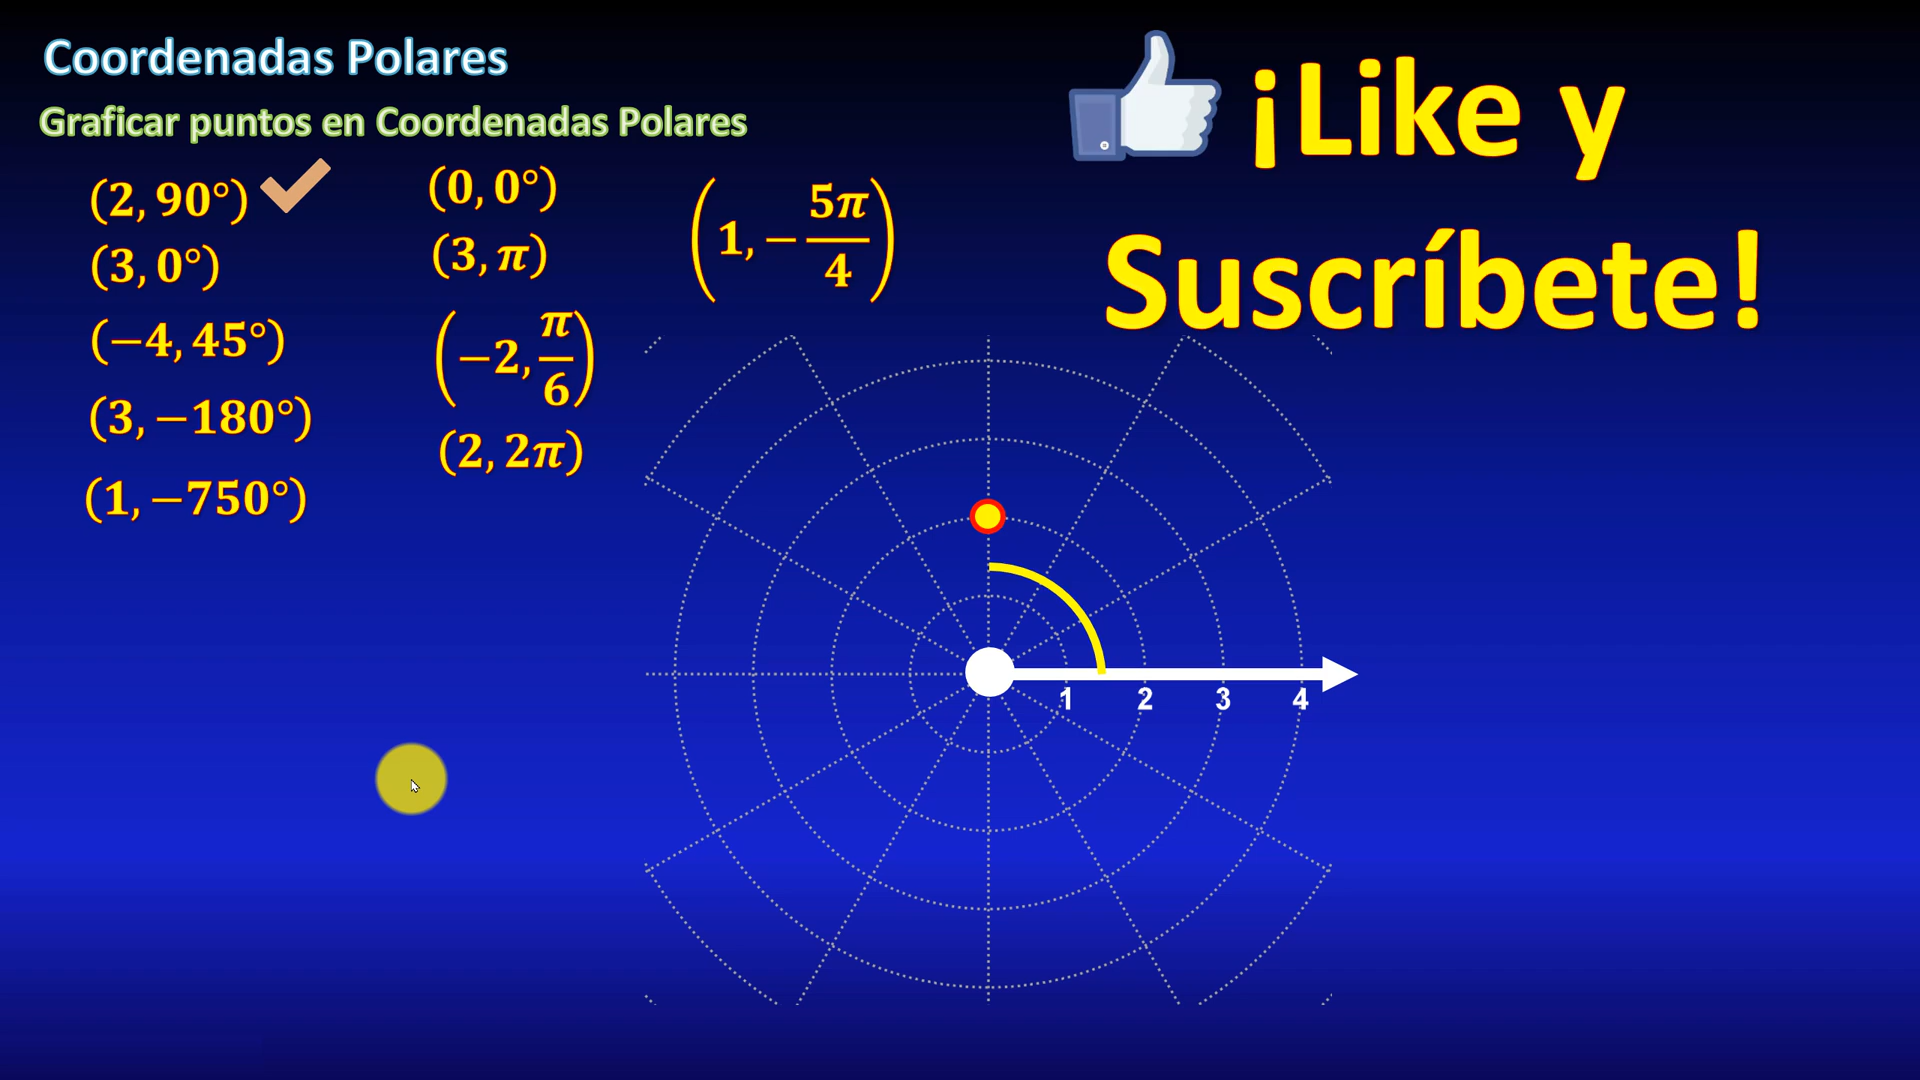 Coordenadas Polares
Graficar puntos en Coordenadas Polares
(2, 90°)
(3, 0°)
(−4, 45°)
(3, −180°)
(1, −750°)
(0, 0°)
(3, π)
(−2, π/6)
(2, 2π)
(1, −5π/4)
¡Like y
Suscríbete!
1 2 3 4